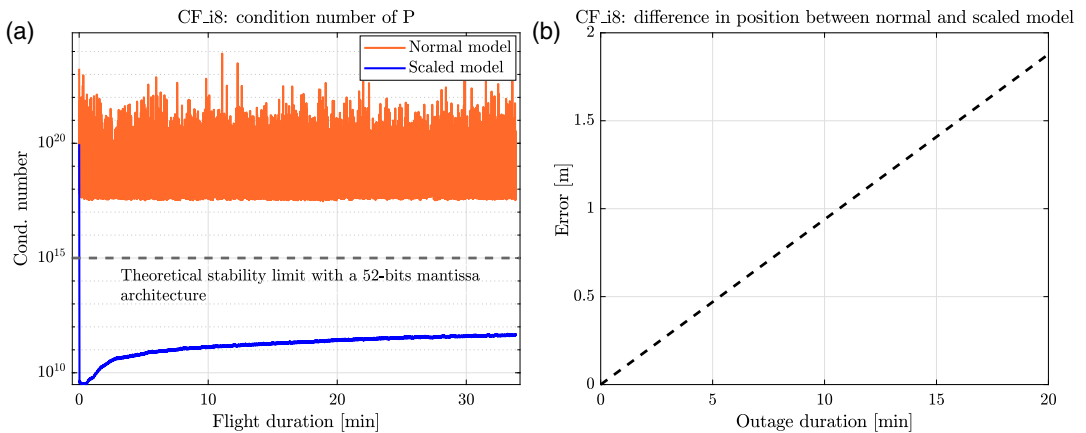 (a)
CF_i8: condition number of P
Normal model
Scaled model
Cond. number
10^20
10^15
10^10
Theoretical stability limit with a 52-bits mantissa
architecture
0 10 20 30
Flight duration [min]
(b)
CF_i8: difference in position between normal and scaled model
Error [m]
2
1.5
1
0.5
0
0 5 10 15 20
Outage duration [min]